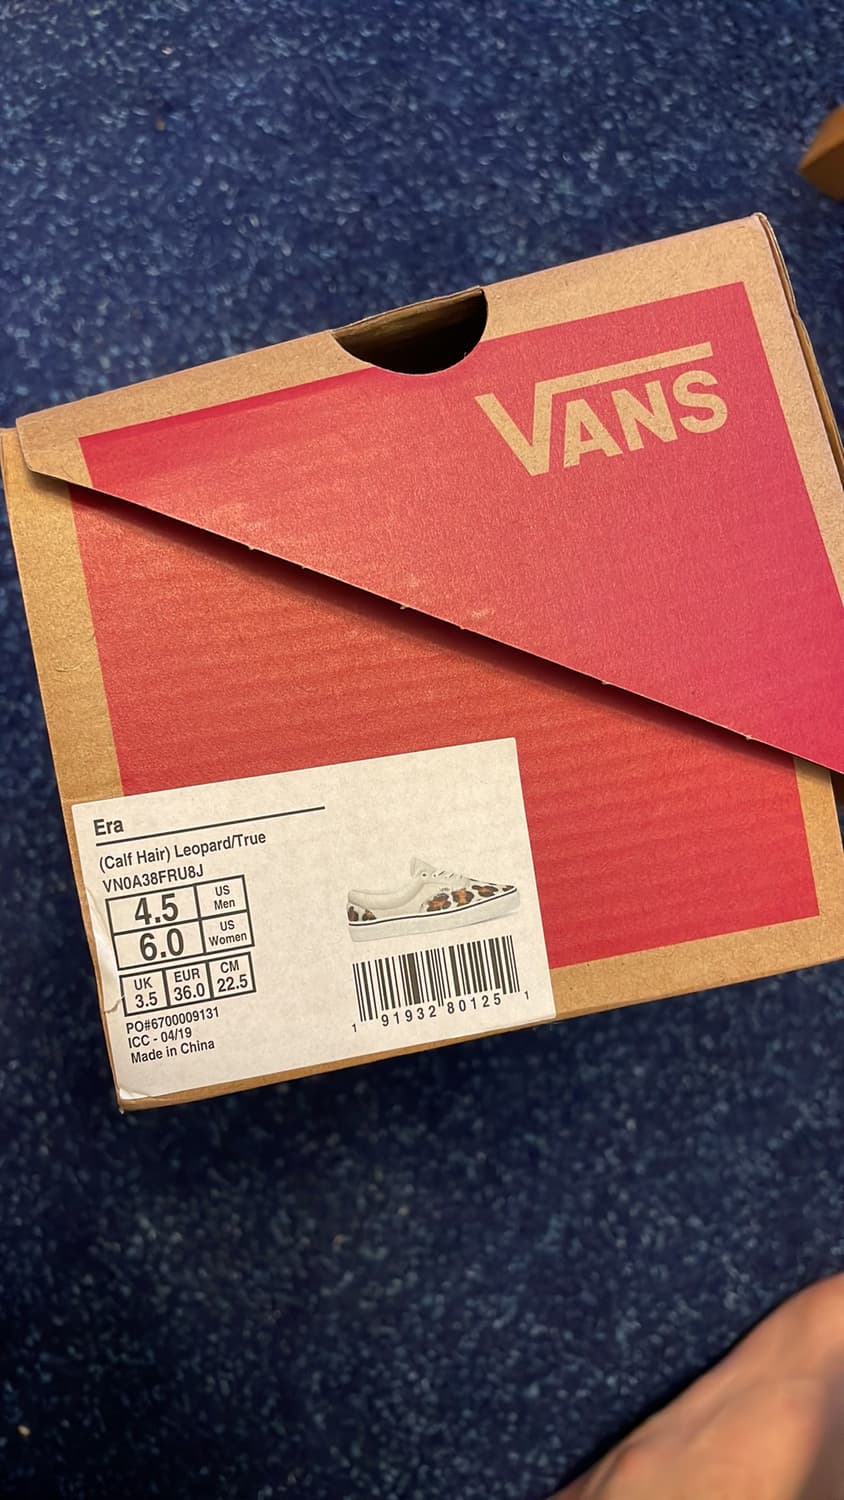 VANS
Era
(Calf Hair) Leopard/True
VN0A38FRU8J
4.5 US Men
6.0 US Women
UK 3.5 EUR 36.0 CM 22.5
PO#6700009131
ICC - 04/19
Made in China
1 91932 80125 1